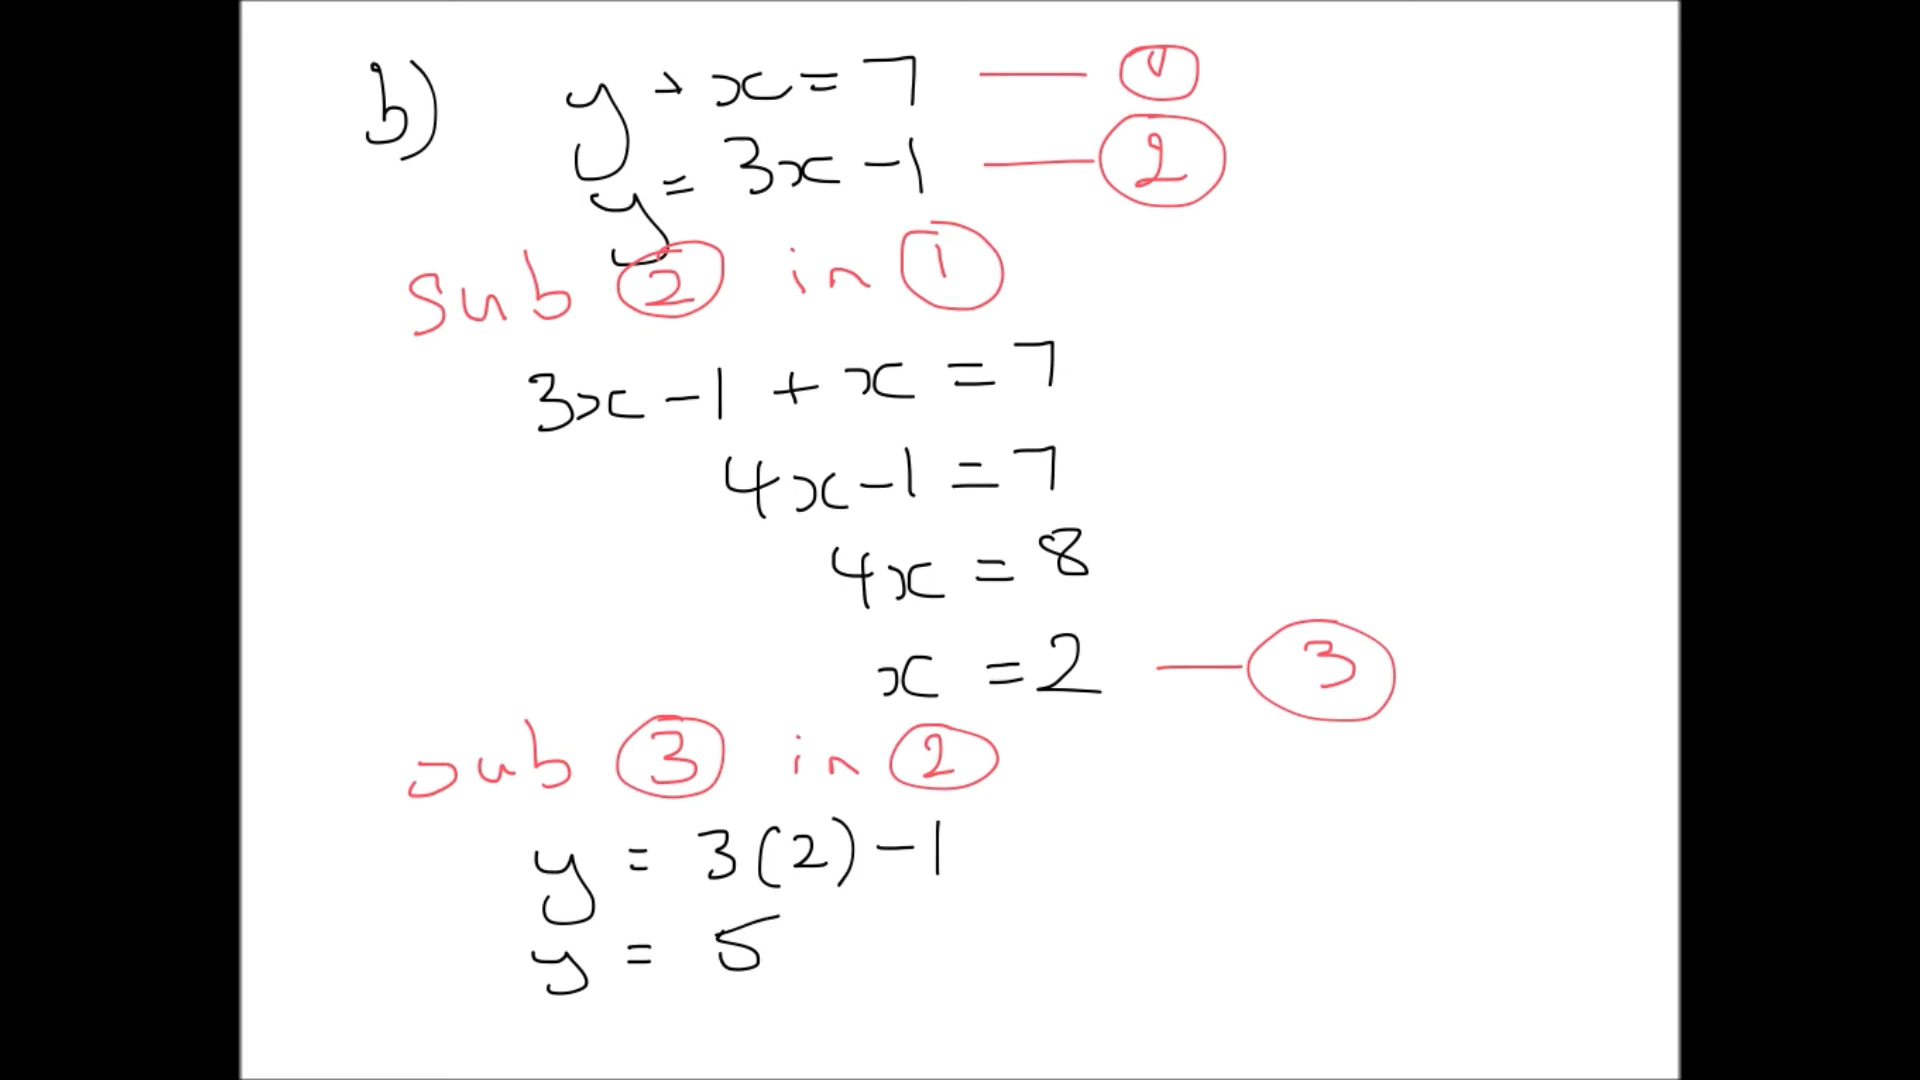 b) y + x = 7 — ①
y = 3x - 1 — ②
sub ② in ①
3x - 1 + x = 7
4x - 1 = 7
4x = 8
x = 2 — ③
sub ③ in ②
y = 3(2) - 1
y = 5